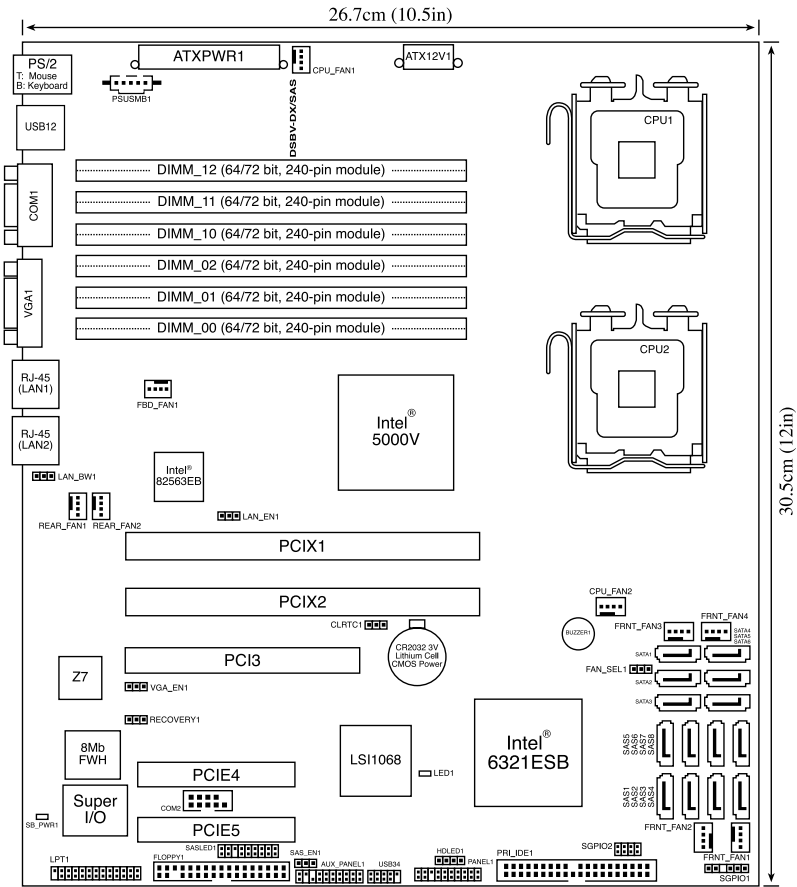 26.7cm (10.5in)
PS/2
T: Mouse
B: Keyboard
ATXPWR1
CPU_FAN1
ATX12V1
PSUSMB1
DSBV-DX/SAS
USB12
CPU1
COM1
DIMM_12 (64/72 bit, 240-pin module)
DIMM_11 (64/72 bit, 240-pin module)
DIMM_10 (64/72 bit, 240-pin module)
DIMM_02 (64/72 bit, 240-pin module)
DIMM_01 (64/72 bit, 240-pin module)
DIMM_00 (64/72 bit, 240-pin module)
VGA1
CPU2
RJ-45
(LAN1)
FBD_FAN1
Intel®
5000V
RJ-45
(LAN2)
30.5cm (12in)
LAN_BW1
Intel®
82563EB
REAR_FAN1
REAR_FAN2
LAN_EN1
PCIX1
PCIX2
CPU_FAN2
CLRTC1
BUZZER1
FRNT_FAN3
FRNT_FAN4
SATA4
SATA5
SATA6
CR2032 3V
Lithium Cell
CMOS Power
SATA1
PCI3
FAN_SEL1
Z7
VGA_EN1
SATA2
SATA3
RECOVERY1
8Mb
FWH
LSI1068
Intel®
6321ESB
SAS5
SAS6
SAS7
SAS8
PCIE4
LED1
Super
I/O
COM2
SAS1
SAS2
SAS3
SAS4
SB_PWR1
PCIE5
FRNT_FAN2
SASLED1
SAS_EN1
HDLED1
PRI_IDE1
SGPIO2
FRNT_FAN1
LPT1
FLOPPY1
AUX_PANEL1
USB34
PANEL1
SGPIO1